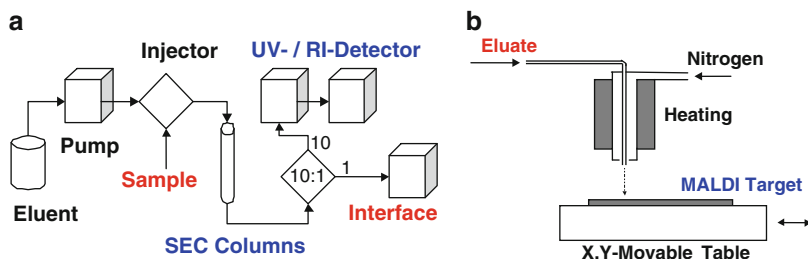 a
Injector
UV- / RI-Detector
Pump
10
Sample
10:1
1
Eluent
Interface
SEC Columns
b
Eluate
Nitrogen
Heating
MALDI Target
X,Y-Movable Table